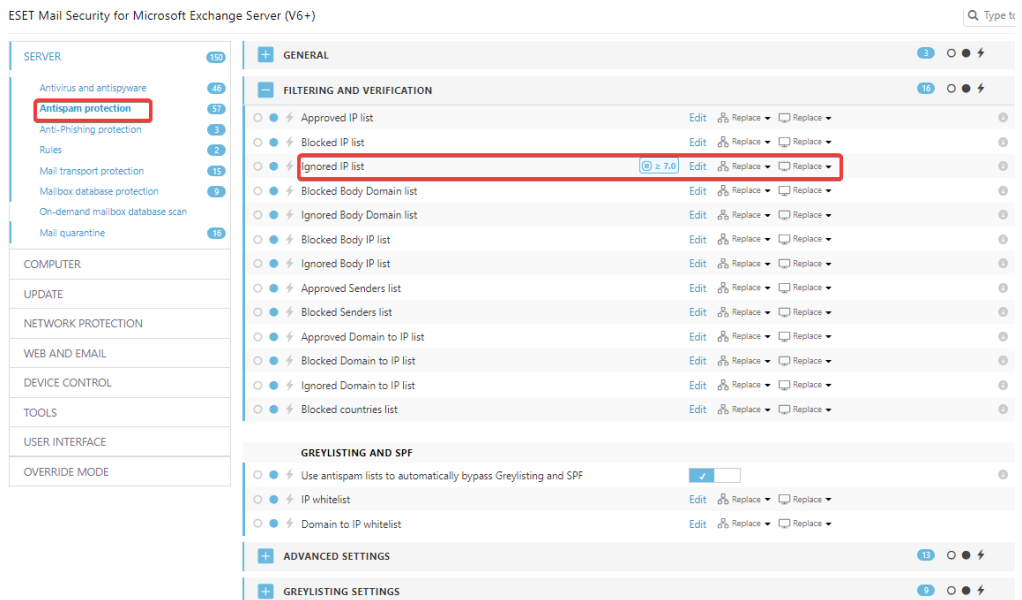 ESET Mail Security for Microsoft Exchange Server (V6+)
Type to
SERVER 150
Antivirus and antispyware 46
Antispam protection 57
Anti-Phishing protection 3
Rules 2
Mail transport protection 15
Mailbox database protection 9
On-demand mailbox database scan
Mail quarantine 16
COMPUTER
UPDATE
NETWORK PROTECTION
WEB AND EMAIL
DEVICE CONTROL
TOOLS
USER INTERFACE
OVERRIDE MODE
GENERAL 3
FILTERING AND VERIFICATION 16
Approved IP list Edit Replace Replace
Blocked IP list Edit Replace Replace
Ignored IP list ≥ 7.0 Edit Replace Replace
Blocked Body Domain list Edit Replace Replace
Ignored Body Domain list Edit Replace Replace
Blocked Body IP list Edit Replace Replace
Ignored Body IP list Edit Replace Replace
Approved Senders list Edit Replace Replace
Blocked Senders list Edit Replace Replace
Approved Domain to IP list Edit Replace Replace
Blocked Domain to IP list Edit Replace Replace
Ignored Domain to IP list Edit Replace Replace
Blocked countries list Edit Replace Replace
GREYLISTING AND SPF
Use antispam lists to automatically bypass Greylisting and SPF
IP whitelist Edit Replace Replace
Domain to IP whitelist Edit Replace Replace
ADVANCED SETTINGS 13
GREYLISTING SETTINGS 9